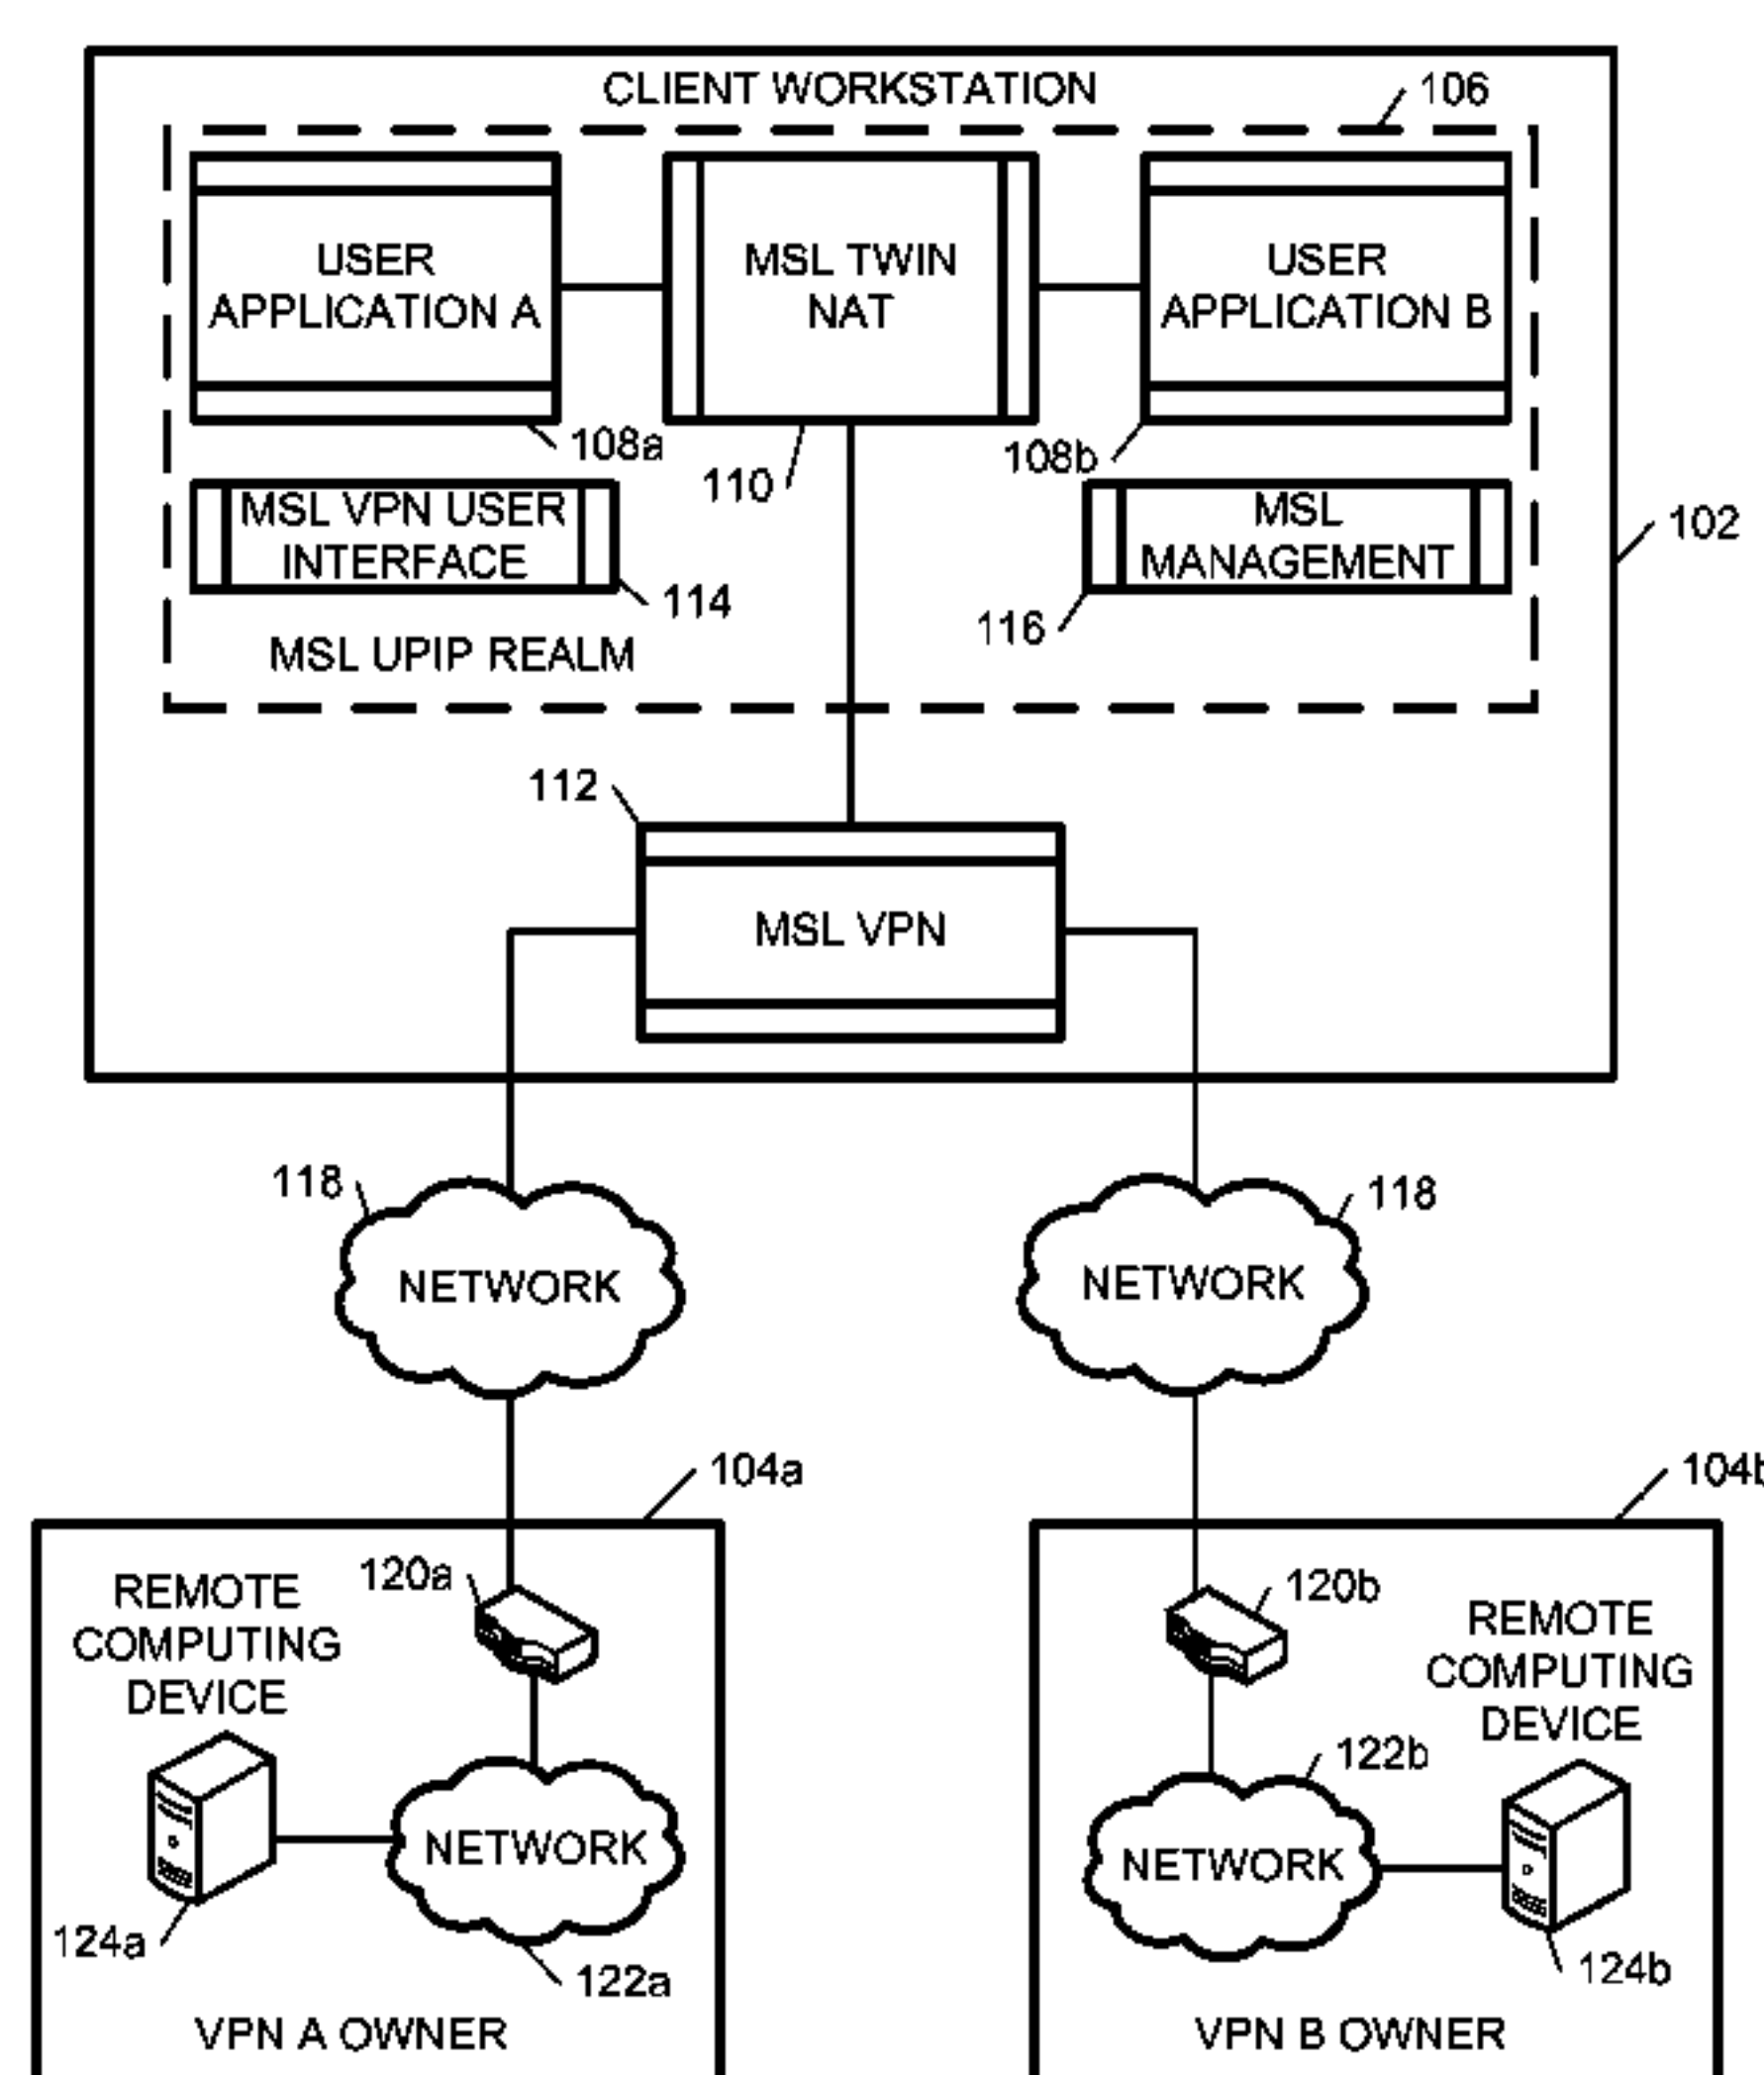 CLIENT WORKSTATION
106
USER
APPLICATION A
MSL TWIN
NAT
USER
APPLICATION B
108a
110
108b
MSL VPN USER
INTERFACE
MSL
MANAGEMENT
102
114
116
MSL UPIP REALM
112
MSL VPN
118
118
NETWORK
NETWORK
104a
104b
120a
120b
REMOTE
COMPUTING
DEVICE
REMOTE
COMPUTING
DEVICE
122b
NETWORK
NETWORK
124a
122a
124b
VPN A OWNER
VPN B OWNER